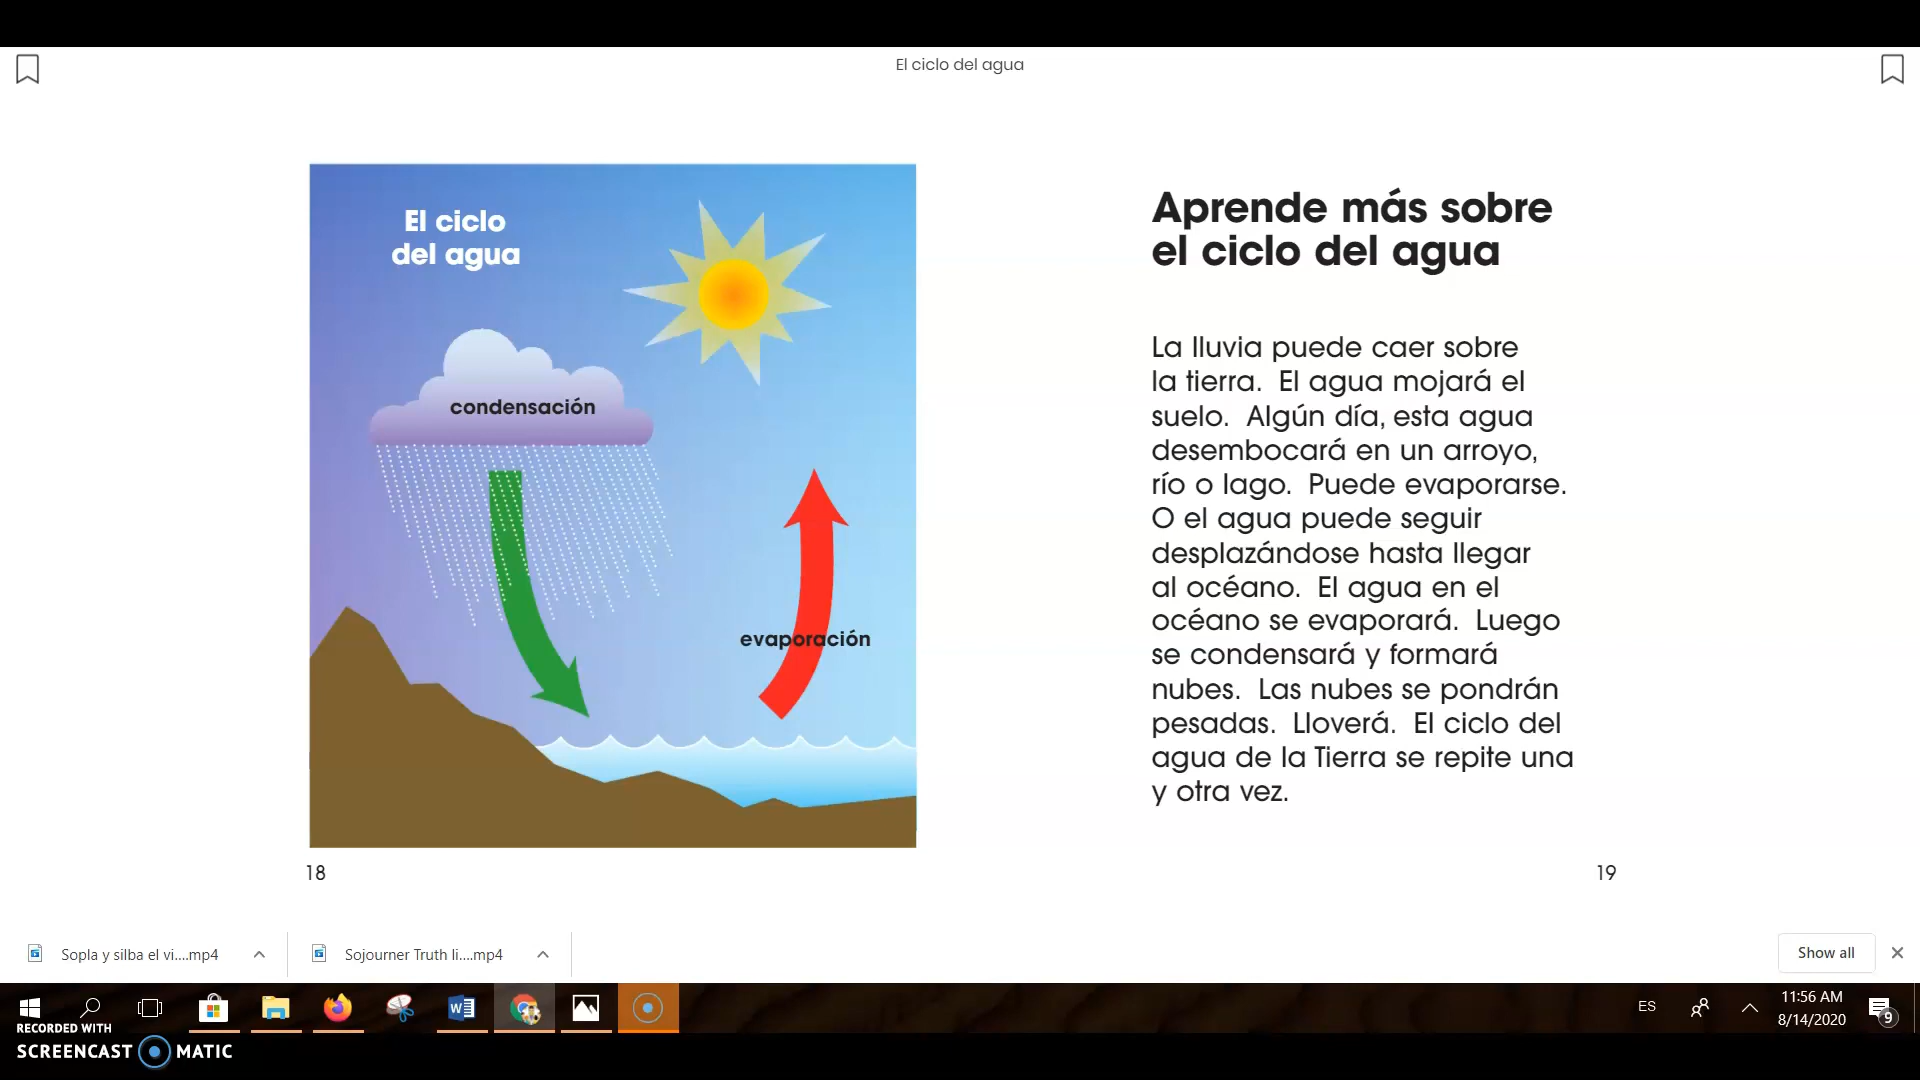 El ciclo del agua
El ciclo
del agua
condensación
evaporación
18
Aprende más sobre
el ciclo del agua
La lluvia puede caer sobre
la tierra. El agua mojará el
suelo. Algún día, esta agua
desembocará en un arroyo,
río o lago. Puede evaporarse.
O el agua puede seguir
desplazándose hasta llegar
al océano. El agua en el
océano se evaporará. Luego
se condensará y formará
nubes. Las nubes se pondrán
pesadas. Lloverá. El ciclo del
agua de la Tierra se repite una
y otra vez.
19
Sopla y silba el vi....mp4
Sojourner Truth li....mp4
Show all
ES
11:56 AM
8/14/2020
9
RECORDED WITH
SCREENCAST MATIC